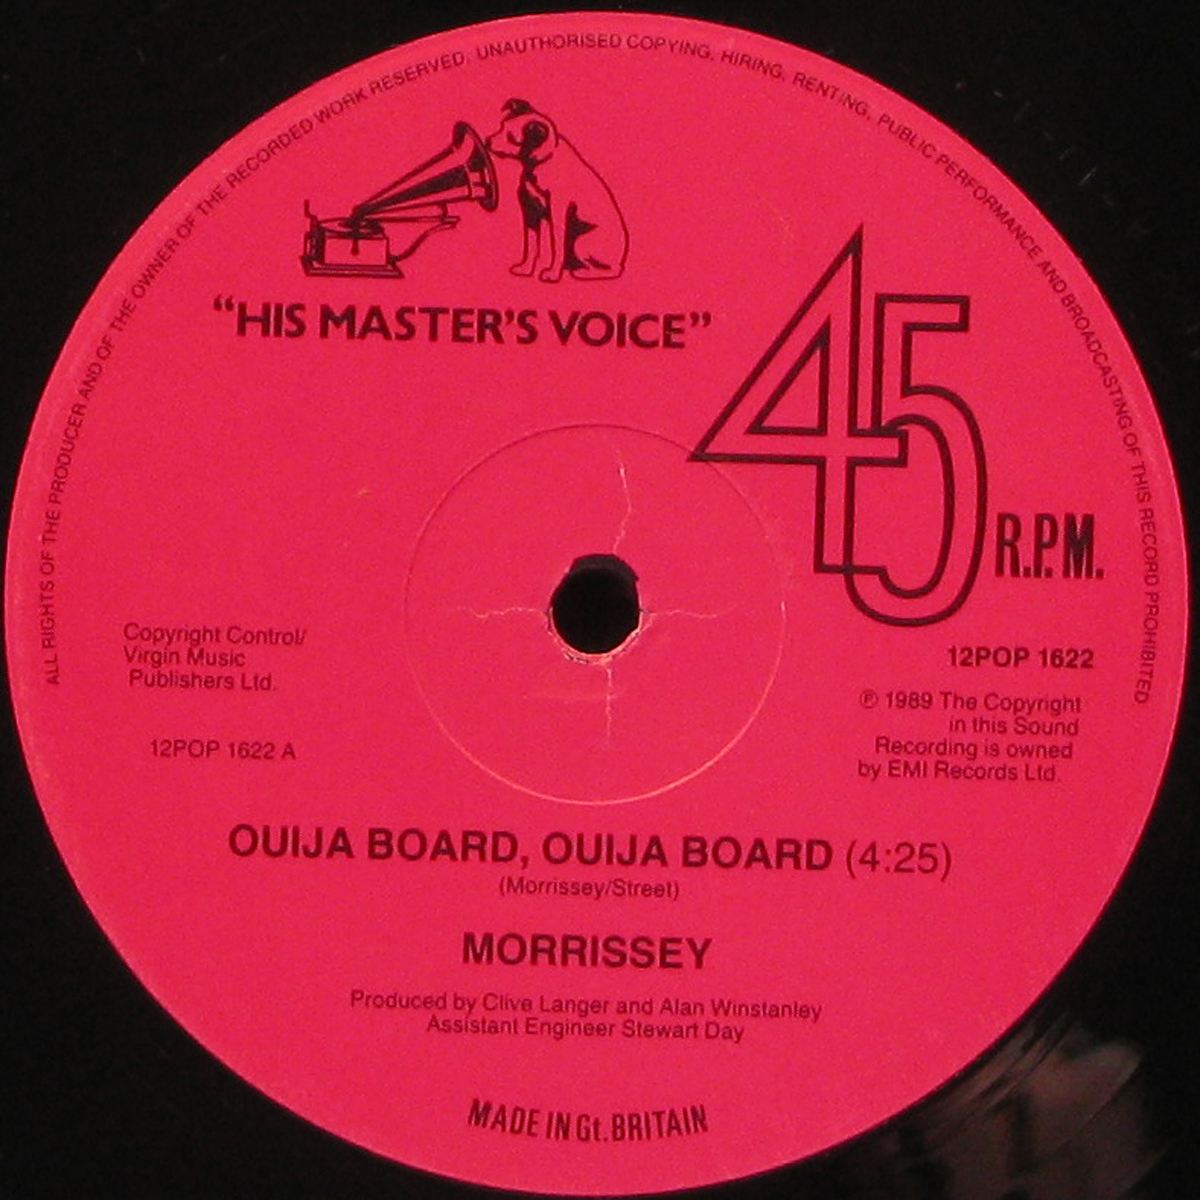 ALL RIGHTS OF THE PRODUCER AND OF THE OWNER OF THE RECORDED WORK RESERVED. UNAUTHORISED COPYING, HIRING, RENTING, PUBLIC PERFORMANCE AND BROADCASTING OF THIS RECORD PROHIBITED
“HIS MASTER'S VOICE”
45 R.P.M.
Copyright Control/
Virgin Music
Publishers Ltd.
12POP 1622 A
12POP 1622
℗ 1989 The Copyright
in this Sound
Recording is owned
by EMI Records Ltd.
OUIJA BOARD, OUIJA BOARD (4:25)
(Morrissey/Street)
MORRISSEY
Produced by Clive Langer and Alan Winstanley
Assistant Engineer Stewart Day
MADE IN Gt. BRITAIN